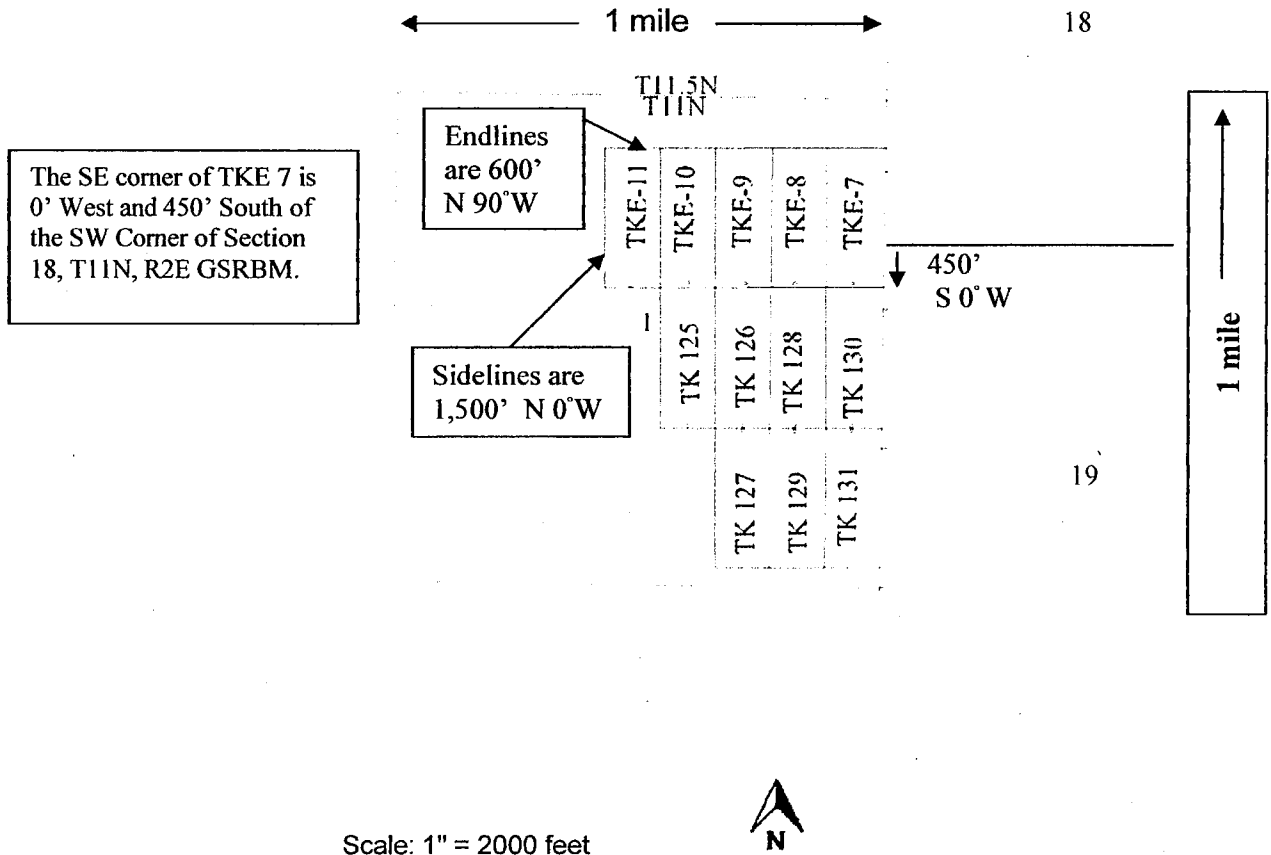 1 mile
18
T11.5N
T11N
Endlines
are 600’
N 90°W
The SE corner of TKE 7 is
0’ West and 450’ South of
the SW Corner of Section
18, T11N, R2E GSRBM.
TKE-11
TKE-10
TKE-9
TKE-8
TKE-7
450’
S 0° W
1 mile
1
Sidelines are
1,500’ N 0°W
TK 125
TK 126
TK 128
TK 130
19
TK 127
TK 129
TK 131
Scale: 1" = 2000 feet
N